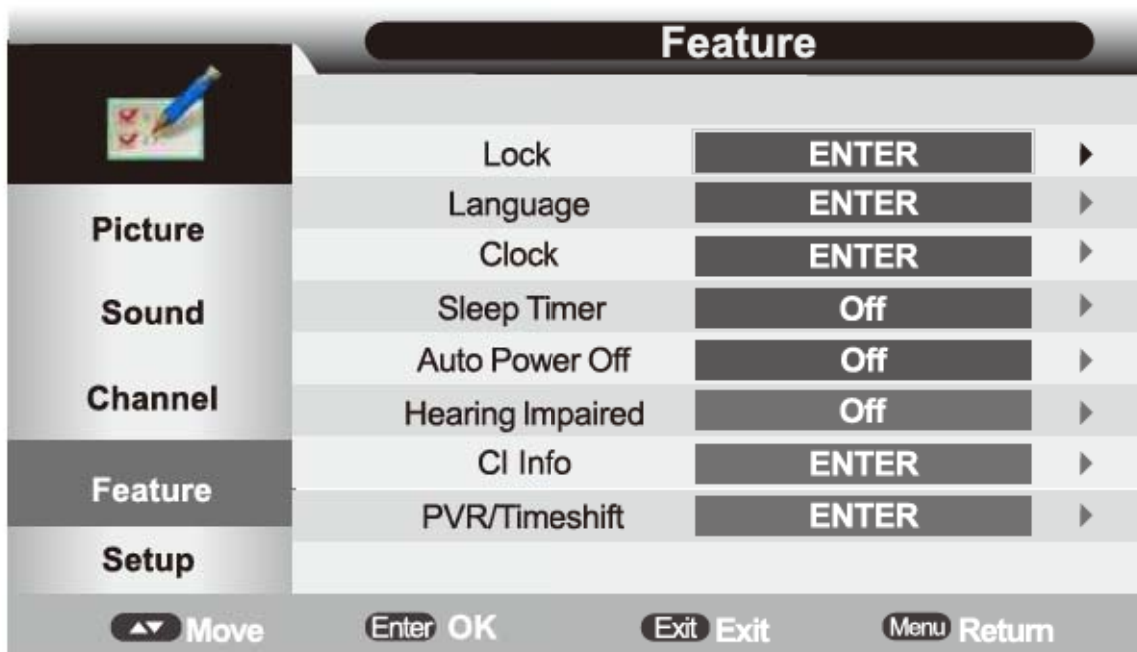 Feature
Picture
Sound
Channel
Feature
Setup
Lock ENTER
Language ENTER
Clock ENTER
Sleep Timer Off
Auto Power Off Off
Hearing Impaired Off
CI Info ENTER
PVR/Timeshift ENTER
Move Enter OK Exit Exit Menu Return